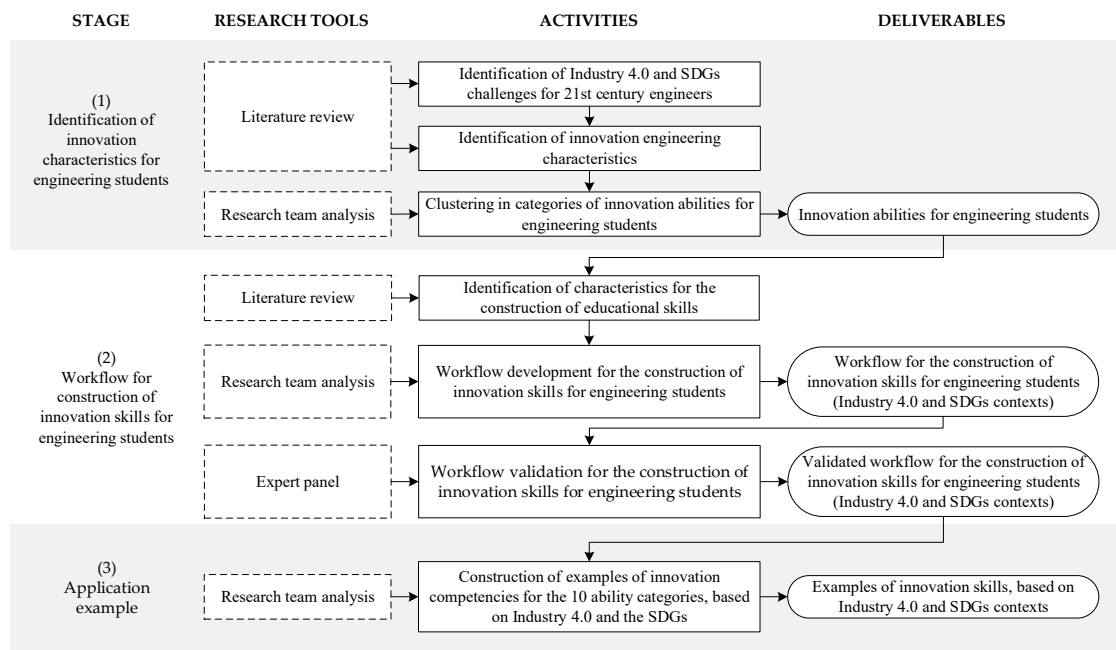 STAGE
RESEARCH TOOLS
ACTIVITIES
DELIVERABLES
(1)
Identification of
innovation
characteristics for
engineering students
Literature review
Identification of Industry 4.0 and SDGs
challenges for 21st century engineers
Identification of innovation engineering
characteristics
Research team analysis
Clustering in categories of innovation abilities for
engineering students
Innovation abilities for engineering students
(2)
Workflow for
construction of
innovation skills for
engineering students
Literature review
Identification of characteristics for the
construction of educational skills
Research team analysis
Workflow development for the construction of
innovation skills for engineering students
Workflow for the construction of
innovation skills for engineering students
(Industry 4.0 and SDGs contexts)
Expert panel
Workflow validation for the construction of
innovation skills for engineering students
Validated workflow for the construction of
innovation skills for engineering students
(Industry 4.0 and SDGs contexts)
(3)
Application
example
Research team analysis
Construction of examples of innovation
competencies for the 10 ability categories, based
on Industry 4.0 and the SDGs
Examples of innovation skills, based on
Industry 4.0 and SDGs contexts